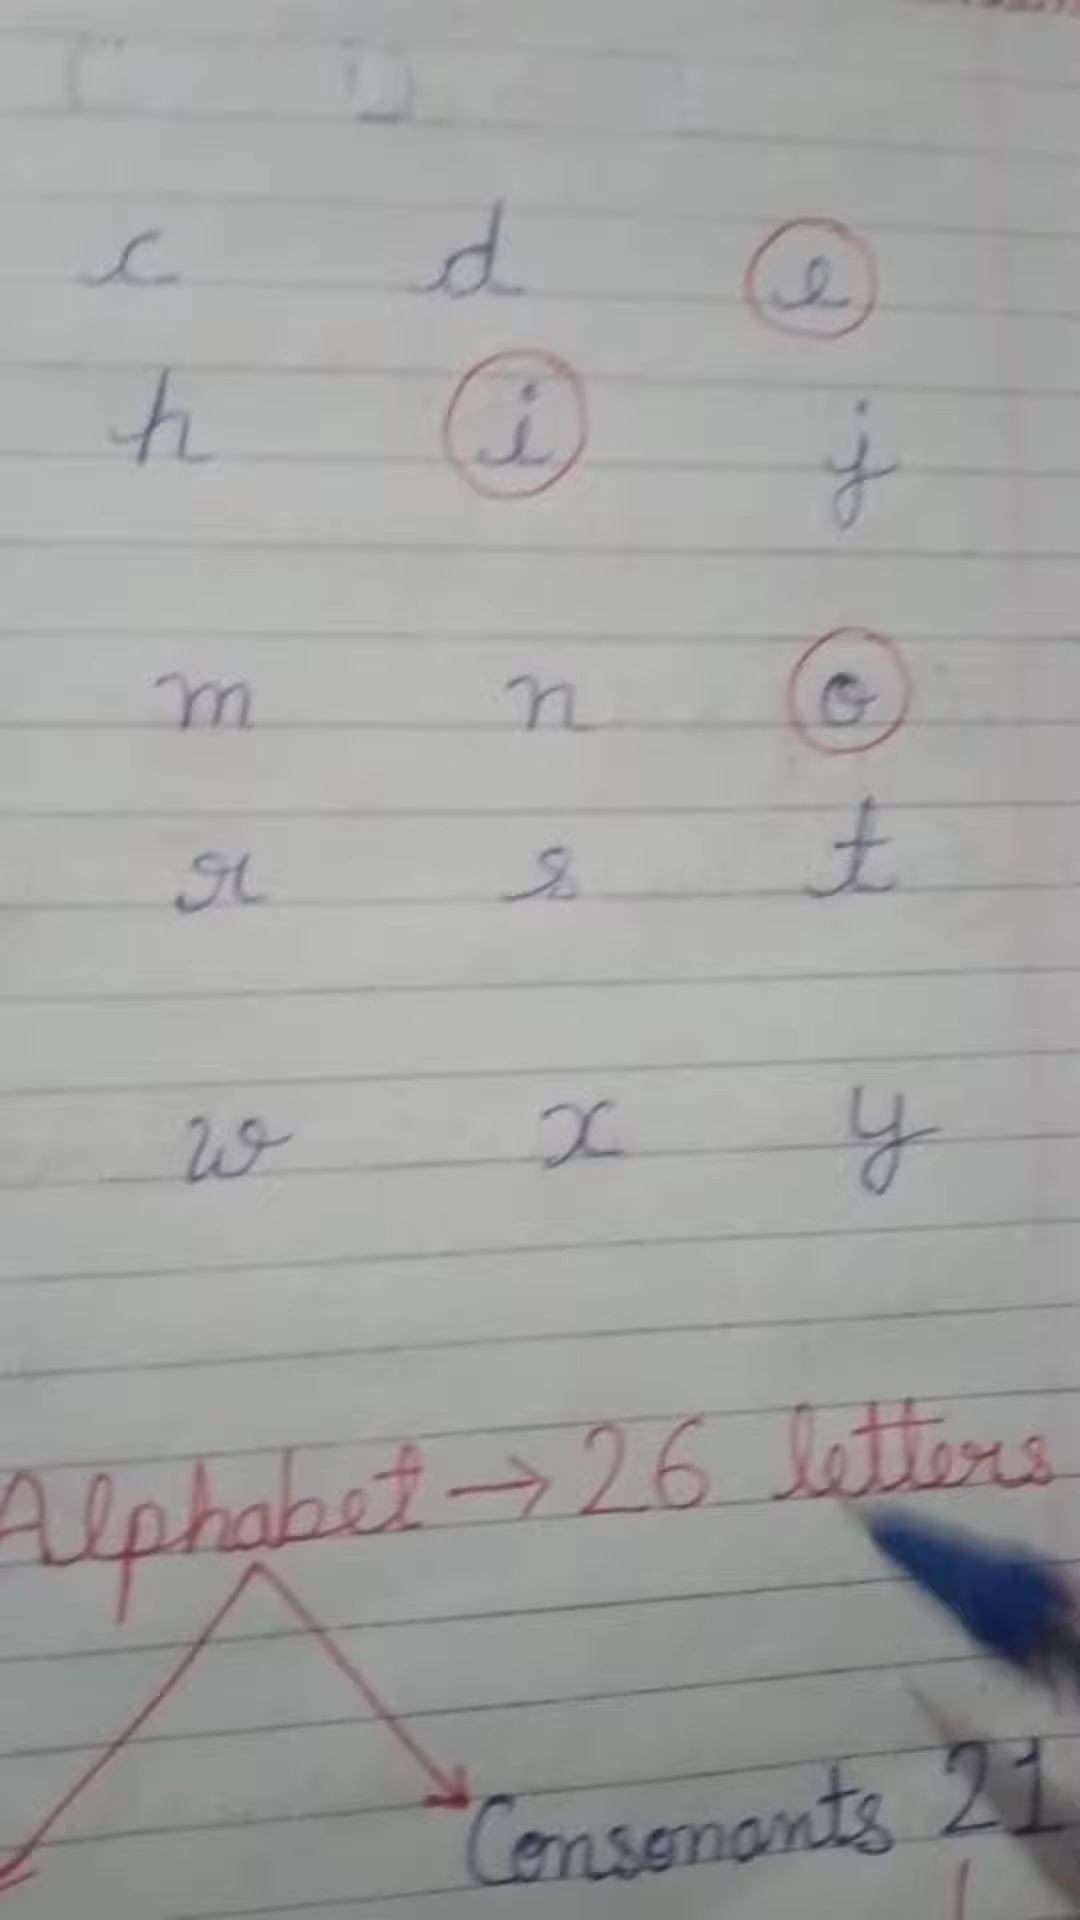 c d e
h i j
m n o
r s t
w x y
Alphabet → 26 letters
Consonants 21